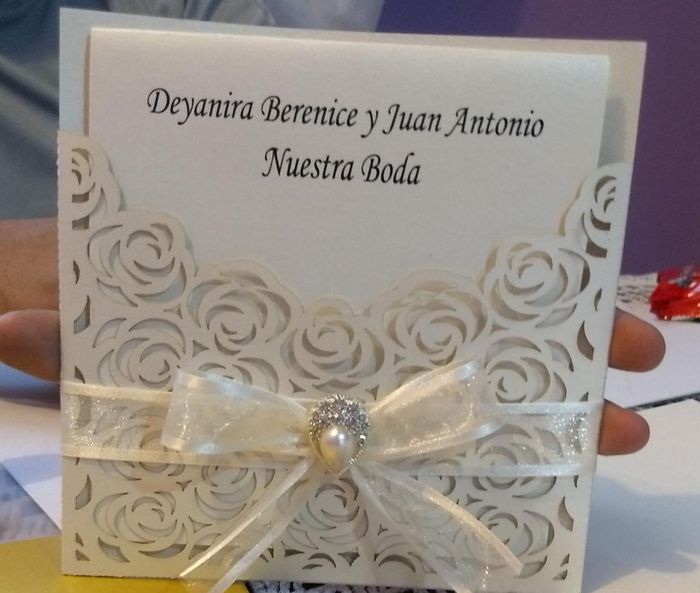 Deyanira Berenice y Juan Antonio
Nuestra Boda